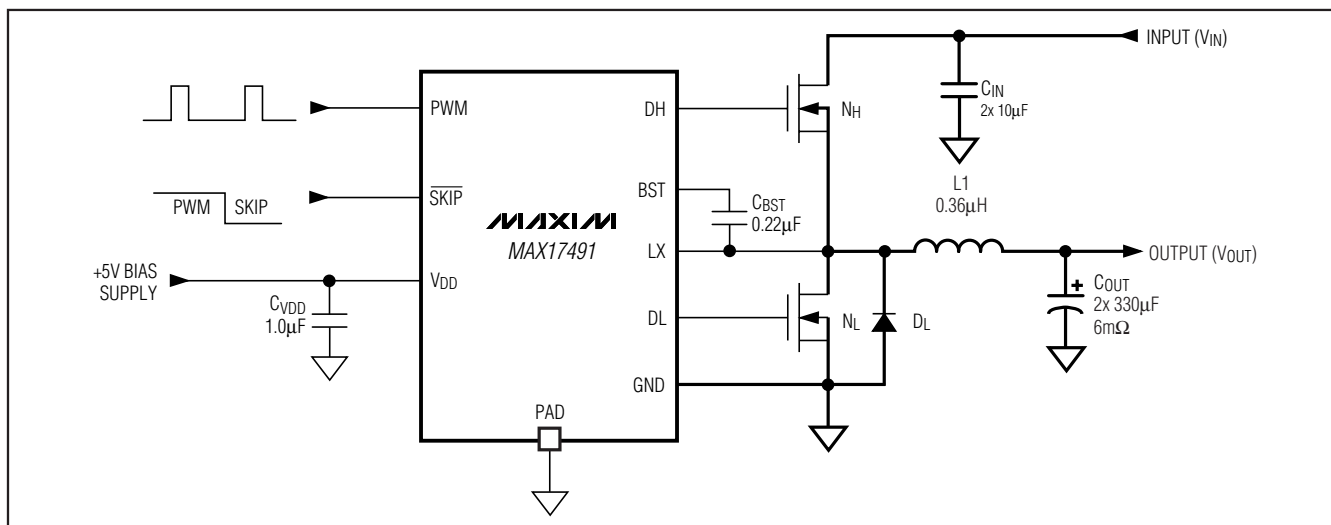 INPUT (VIN)
CIN
2x 10µF
PWM
DH
NH
L1
0.36µH
BST
CBST
0.22µF
PWM SKIP
SKIP
MAXIM
MAX17491
LX
OUTPUT (VOUT)
+5V BIAS
SUPPLY
VDD
CVDD
1.0µF
DL
NL
DL
COUT
2x 330µF
6mΩ
+
GND
PAD